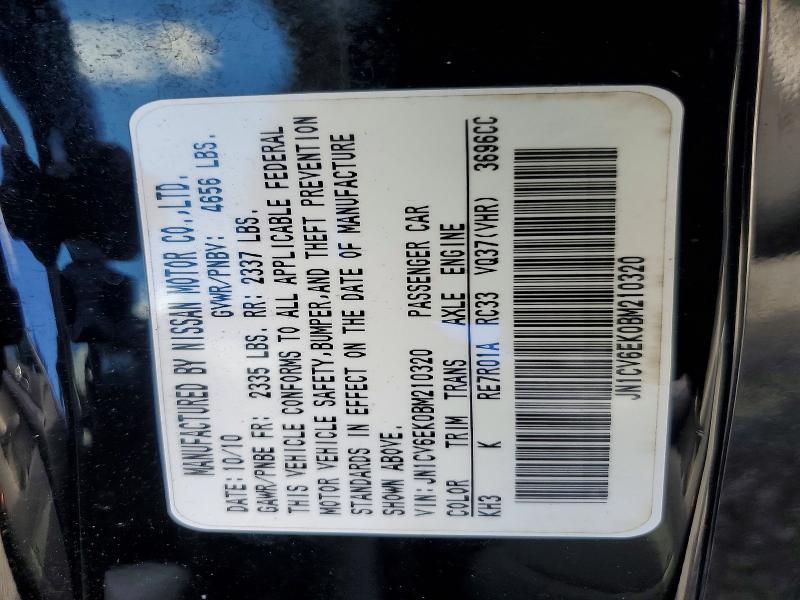 MANUFACTURED BY NISSAN MOTOR CO.,LTD.
DATE: 10/10 GVWR/PNBV: 4656 LBS.
GAWR/PNBE FR: 2335 LBS. RR: 2337 LBS.
THIS VEHICLE CONFORMS TO ALL APPLICABLE FEDERAL
MOTOR VEHICLE SAFETY,BUMPER,AND THEFT PREVENTION
STANDARDS IN EFFECT ON THE DATE OF MANUFACTURE
SHOWN ABOVE.
VIN:JN1CV6EK0BM210320 PASSENGER CAR
COLOR TRIM TRANS AXLE ENGINE
KH3 K RE7R01A RC33 VQ37(VHR) 3696CC
JN1CV6EK0BM210320